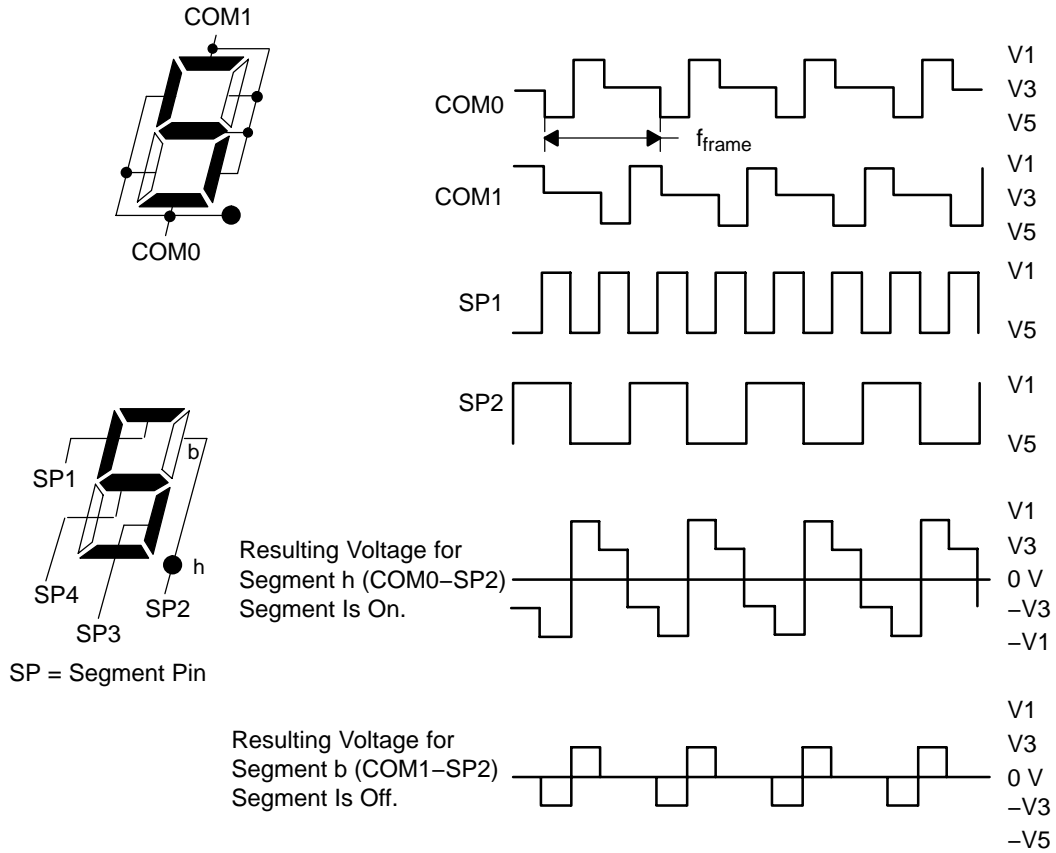 COM1
COM0
COM0
V1
V3
V5
f_frame
COM1
V1
V3
V5
SP1
V1
V5
SP2
V1
V5
b
h
SP1
SP4
SP3
SP2
SP = Segment Pin
Resulting Voltage for
Segment h (COM0−SP2)
Segment Is On.
V1
V3
0 V
−V3
−V1
Resulting Voltage for
Segment b (COM1−SP2)
Segment Is Off.
V1
V3
0 V
−V3
−V5